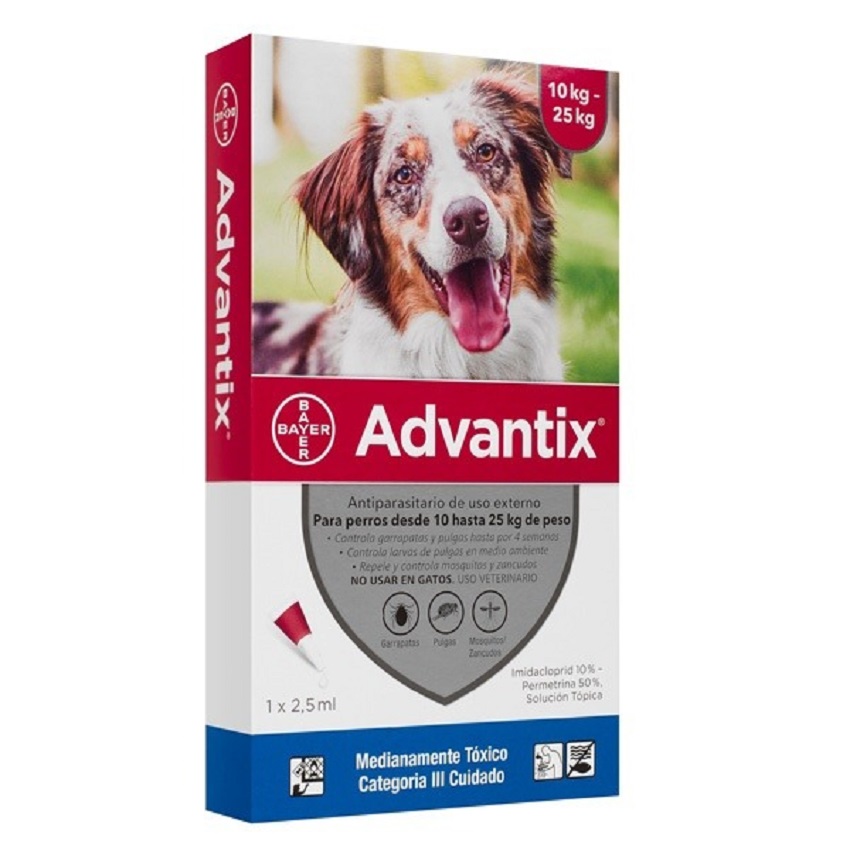 10 kg -
25 kg
BAYER
BAYER
Advantix®
BAYER
BAYER
Advantix®
Antiparasitario de uso externo
Para perros desde 10 hasta 25 kg de peso
• Controla garrapatas y pulgas hasta por 4 semanas
• Controla larvas de pulgas en medio ambiente
• Repele y controla mosquitos y zancudos
NO USAR EN GATOS. USO VETERINARIO
Garrapatas Pulgas Mosquitos/
Zancudos
Imidacloprid 10% -
Permetrina 50%.
Solución Tópica
1 x 2,5 ml
Medianamente Tóxico
Categoria III Cuidado